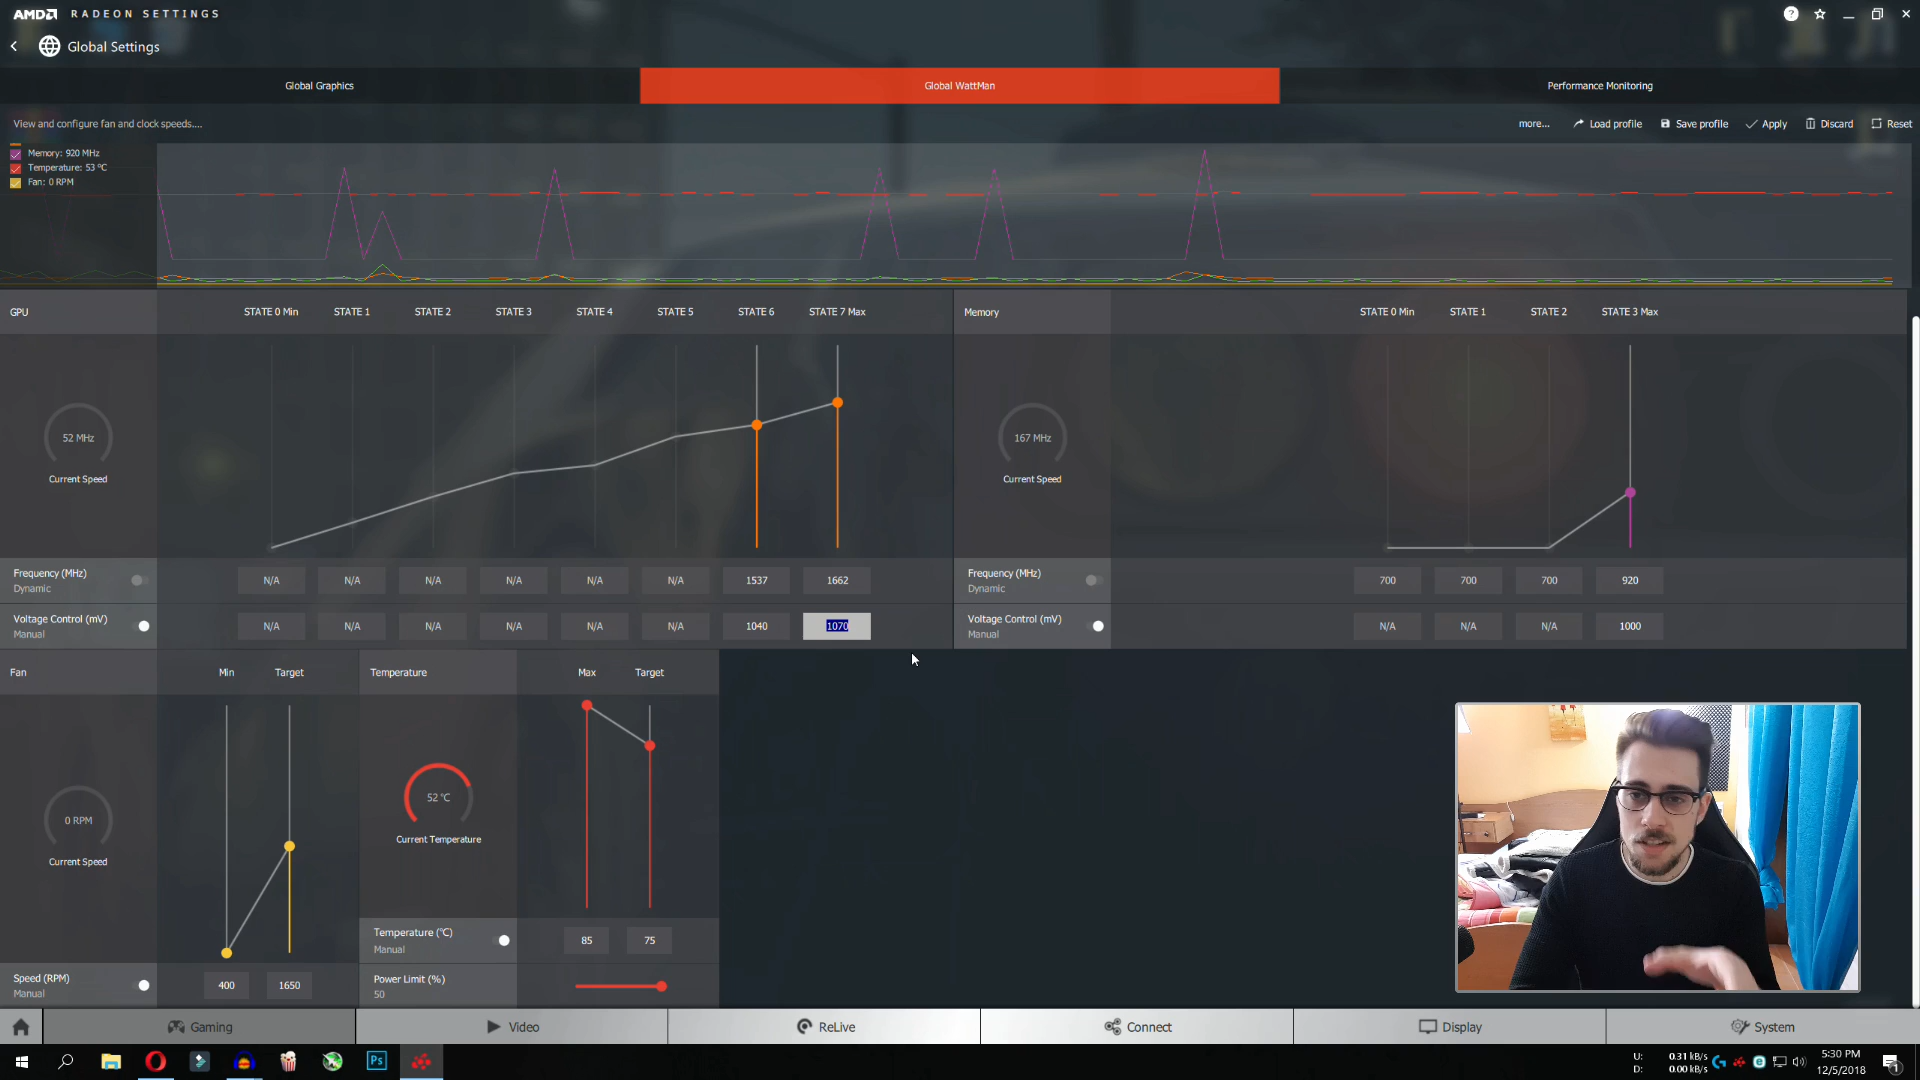 AMD RADEON SETTINGS
Global Settings
Global Graphics
Global WattMan
Performance Monitoring
View and configure fan and clock speeds....
more...
Load profile
Save profile
Apply
Discard
Reset
Memory: 920 MHz
Temperature: 53 °C
Fan: 0 RPM
GPU
STATE 0 Min
STATE 1
STATE 2
STATE 3
STATE 4
STATE 5
STATE 6
STATE 7 Max
52 MHz
Current Speed
Frequency (MHz)
Dynamic
N/A
N/A
N/A
N/A
N/A
N/A
1537
1662
Voltage Control (mV)
Manual
N/A
N/A
N/A
N/A
N/A
N/A
1040
1070
Memory
STATE 0 Min
STATE 1
STATE 2
STATE 3 Max
167 MHz
Current Speed
Frequency (MHz)
Dynamic
700
700
700
920
Voltage Control (mV)
Manual
N/A
N/A
N/A
1000
Fan
Min
Target
0 RPM
Current Speed
Speed (RPM)
Manual
400
1650
Temperature
Max
Target
52 °C
Current Temperature
Temperature (°C)
Manual
85
75
Power Limit (%)
50
Gaming
Video
ReLive
Connect
Display
System
Ps
U: 0.31 kB/s
D: 0.00 kB/s
5:30 PM
12/5/2018
1